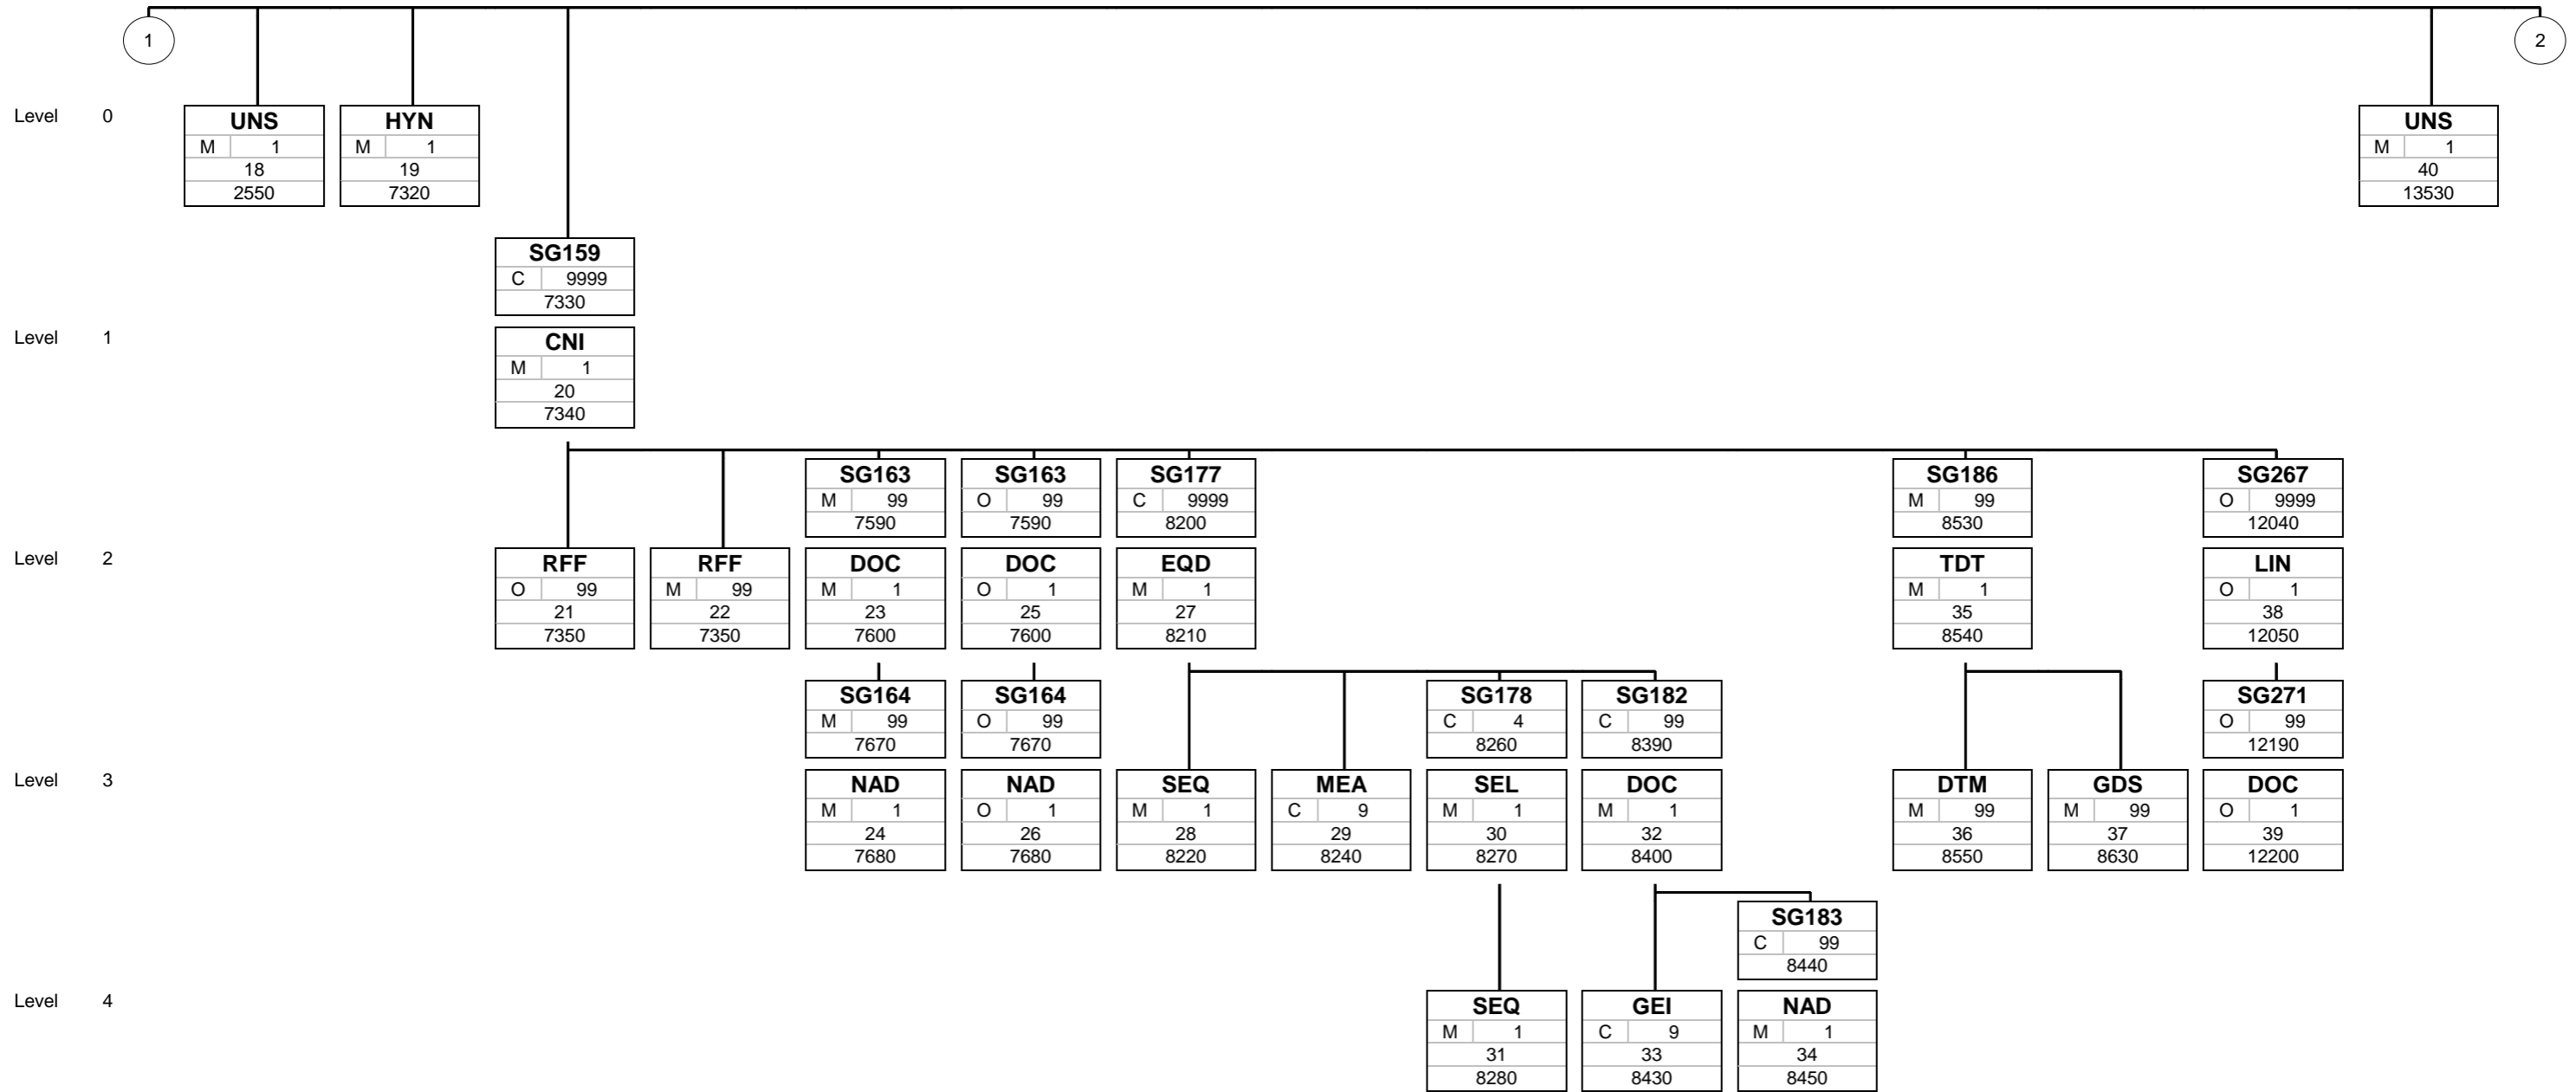 1
2
Level 0
UNS
M 1
18
2550
HYN
M 1
19
7320
UNS
M 1
40
13530
SG159
C 9999
7330
Level 1
CNI
M 1
20
7340
SG163
M 99
7590
SG163
O 99
7590
SG177
C 9999
8200
SG186
M 99
8530
SG267
O 9999
12040
Level 2
RFF
O 99
21
7350
RFF
M 99
22
7350
DOC
M 1
23
7600
DOC
O 1
25
7600
EQD
M 1
27
8210
TDT
M 1
35
8540
LIN
O 1
38
12050
SG164
M 99
7670
SG164
O 99
7670
SG178
C 4
8260
SG182
C 99
8390
SG271
O 99
12190
Level 3
NAD
M 1
24
7680
NAD
O 1
26
7680
SEQ
M 1
28
8220
MEA
C 9
29
8240
SEL
M 1
30
8270
DOC
M 1
32
8400
DTM
M 99
36
8550
GDS
M 99
37
8630
DOC
O 1
39
12200
SG183
C 99
8440
Level 4
SEQ
M 1
31
8280
GEI
C 9
33
8430
NAD
M 1
34
8450